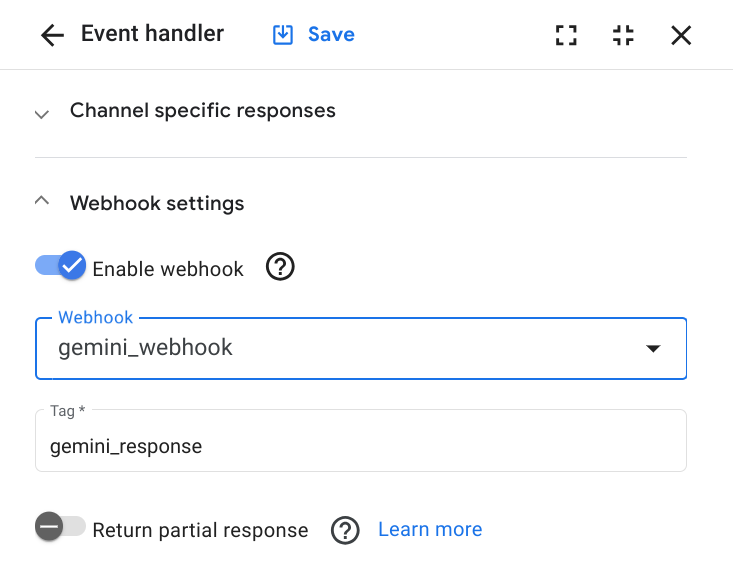 Event handler Save
Channel specific responses
Webhook settings
Enable webhook
Webhook
gemini_webhook
Tag *
gemini_response
Return partial response Learn more